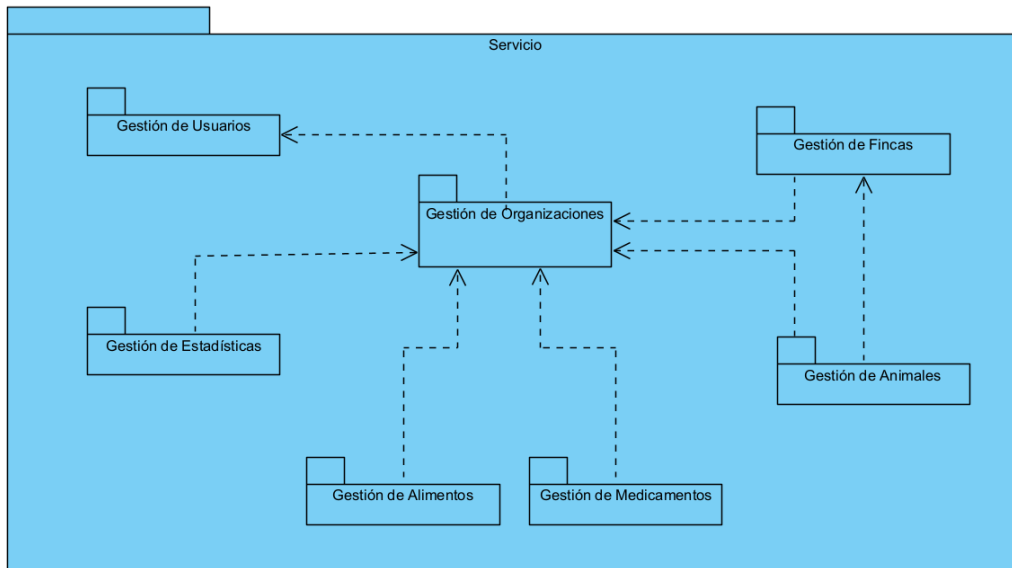 Servicio
Gestión de Usuarios
Gestión de Fincas
Gestión de Organizaciones
Gestión de Estadísticas
Gestión de Animales
Gestión de Alimentos
Gestión de Medicamentos